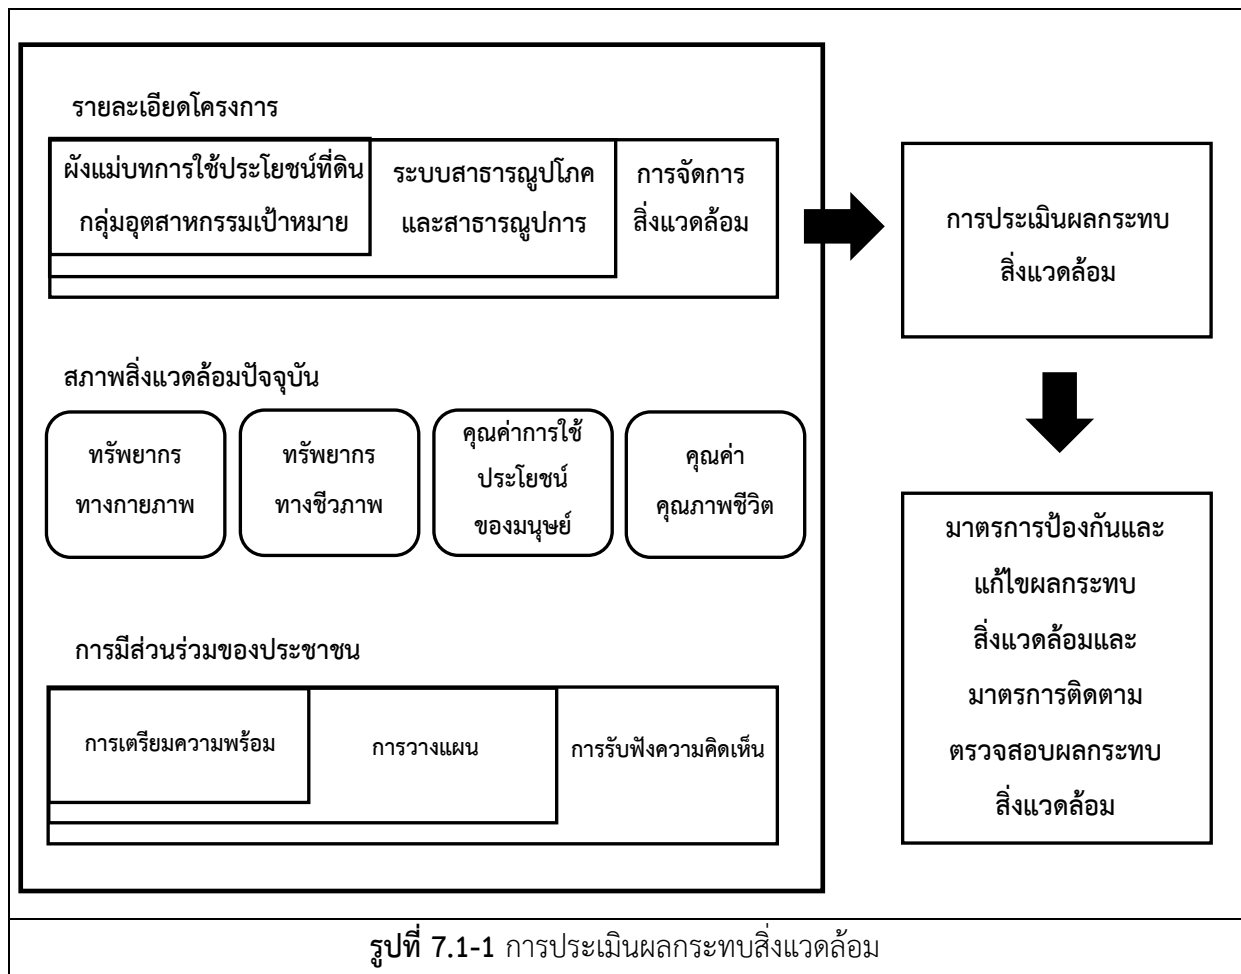 รายละเอียดโครงการ
ผังแม่บทการใช้ประโยชน์ที่ดิน
กลุ่มอุตสาหกรรมเป้าหมาย
ระบบสาธารณูปโภค
และสาธารณูปการ
การจัดการ
สิ่งแวดล้อม
สภาพสิ่งแวดล้อมปัจจุบัน
ทรัพยากร
ทางกายภาพ
ทรัพยากร
ทางชีวภาพ
คุณค่าการใช้
ประโยชน์
ของมนุษย์
คุณค่า
คุณภาพชีวิต
การมีส่วนร่วมของประชาชน
การเตรียมความพร้อม
การวางแผน
การรับฟังความคิดเห็น
การประเมินผลกระทบ
สิ่งแวดล้อม
มาตรการป้องกันและ
แก้ไขผลกระทบ
สิ่งแวดล้อมและ
มาตรการติดตาม
ตรวจสอบผลกระทบ
สิ่งแวดล้อม
รูปที่ 7.1-1 การประเมินผลกระทบสิ่งแวดล้อม